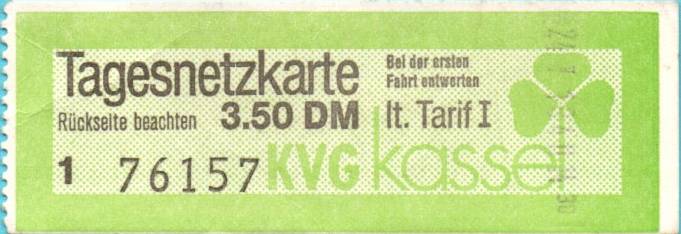 Tagesnetzkarte
Bei der ersten
Fahrt entwerten
Rückseite beachten 3.50 DM lt. Tarif I
1 76157 KVG kassel